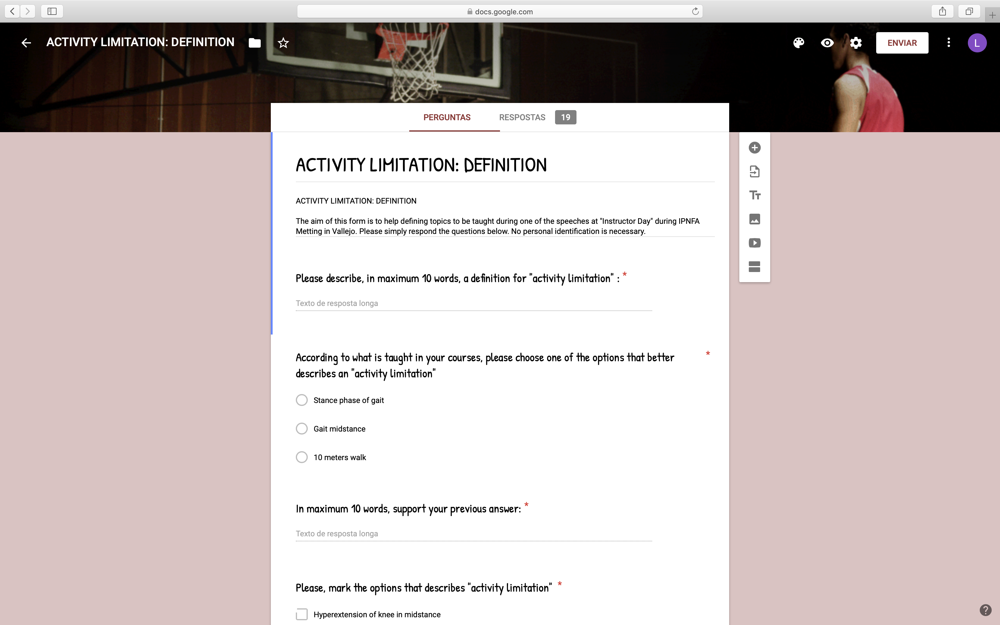 docs.google.com
ACTIVITY LIMITATION: DEFINITION
ENVIAR
L
PERGUNTAS
RESPOSTAS 19
ACTIVITY LIMITATION: DEFINITION
ACTIVITY LIMITATION: DEFINITION
The aim of this form is to help defining topics to be taught during one of the speeches at "Instructor Day" during IPNFA
Metting in Vallejo. Please simply respond the questions below. No personal identification is necessary.
Please describe, in maximum 10 words, a definition for "activity limitation" : *
Texto de resposta longa
According to what is taught in your courses, please choose one of the options that better *
describes an "activity limitation"
Stance phase of gait
Gait midstance
10 meters walk
In maximum 10 words, support your previous answer: *
Texto de resposta longa
Please, mark the options that describes "activity limitation" *
Hyperextension of knee in midstance